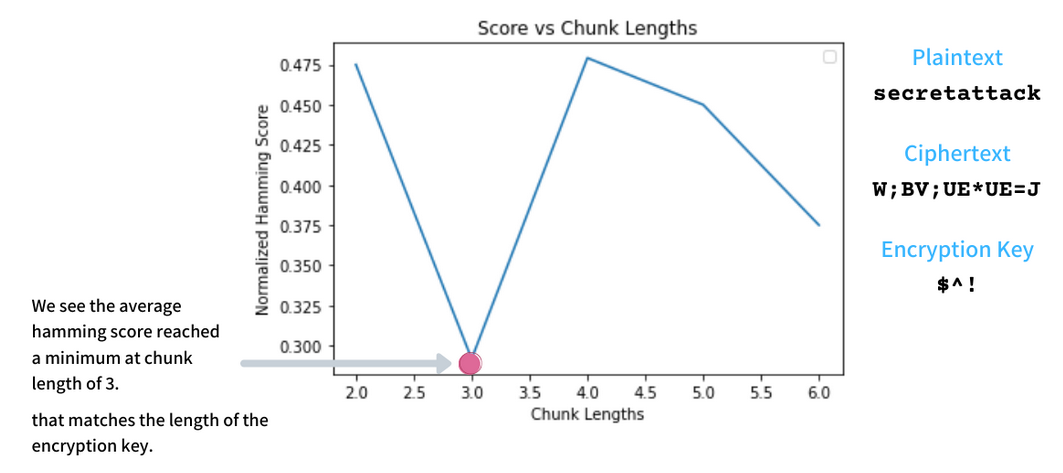 Score vs Chunk Lengths
Plaintext
secretattack
Ciphertext
W;BV;UE*UE=J
Encryption Key
$^!
Normalized Hamming Score
0.475
0.450
0.425
0.400
0.375
0.350
0.325
0.300
2.0 2.5 3.0 3.5 4.0 4.5 5.0 5.5 6.0
Chunk Lengths
We see the average
hamming score reached
a minimum at chunk
length of 3.
that matches the length of the
encryption key.